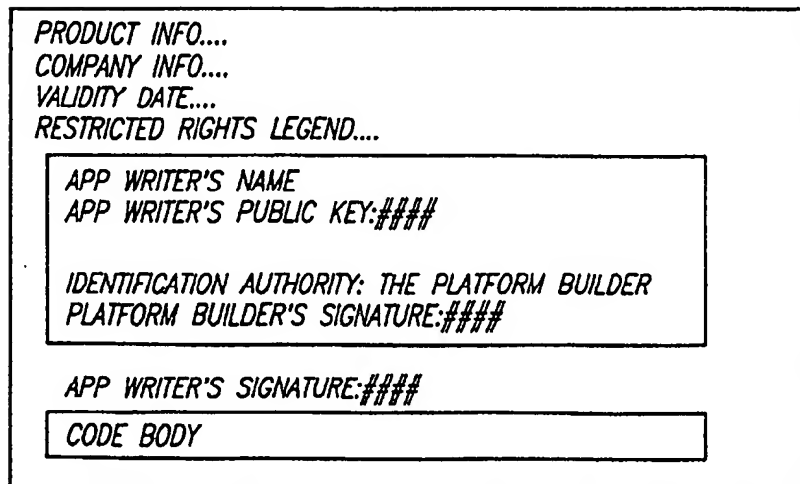 PRODUCT INFO....
COMPANY INFO....
VALIDITY DATE....
RESTRICTED RIGHTS LEGEND....
APP WRITER'S NAME
APP WRITER'S PUBLIC KEY:####
IDENTIFICATION AUTHORITY: THE PLATFORM BUILDER
PLATFORM BUILDER'S SIGNATURE:####
APP WRITER'S SIGNATURE:####
CODE BODY